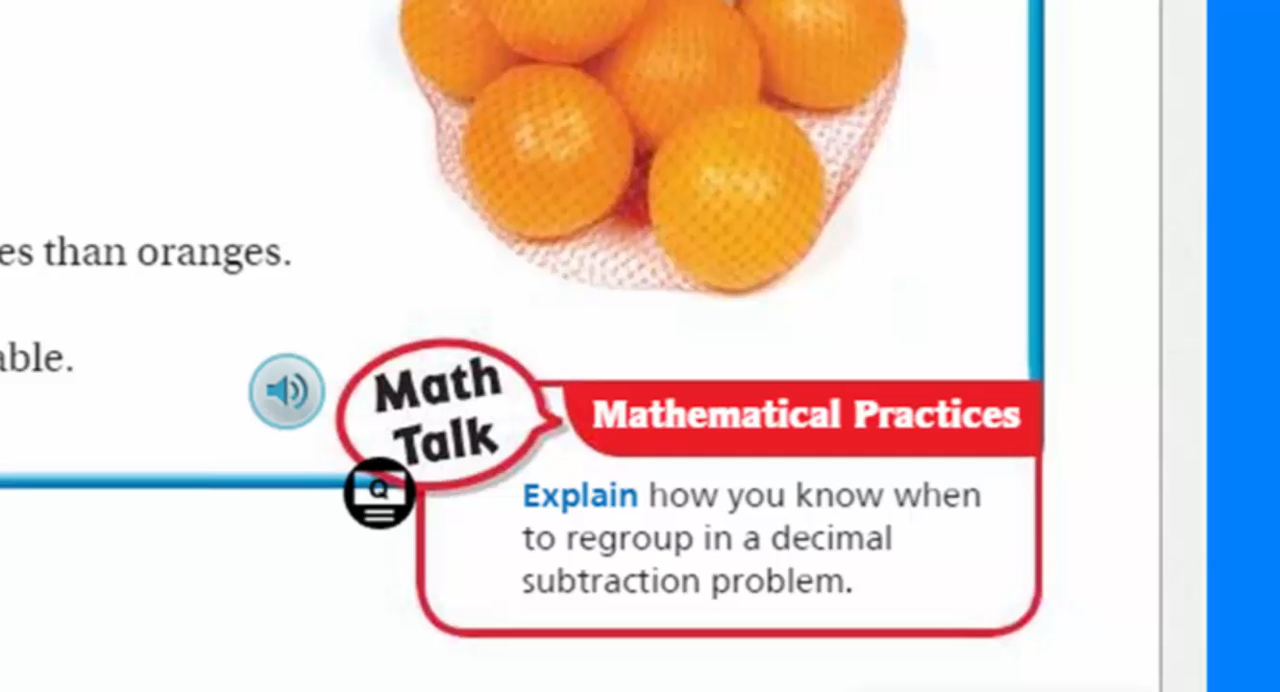 es than oranges.
able.
Math
Talk
Mathematical Practices
Q
Explain how you know when
to regroup in a decimal
subtraction problem.